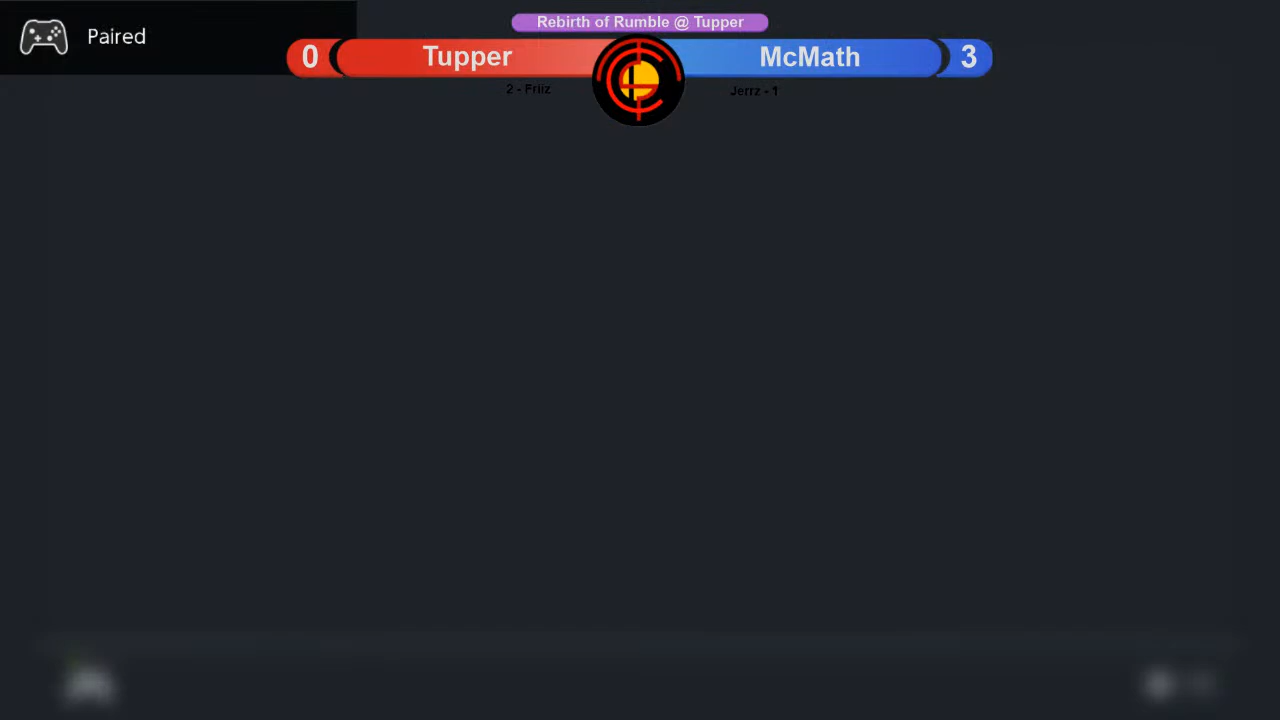 Paired
Rebirth of Rumble @ Tupper
0 Tupper McMath 3
2 - Friiz Jerrz - 1